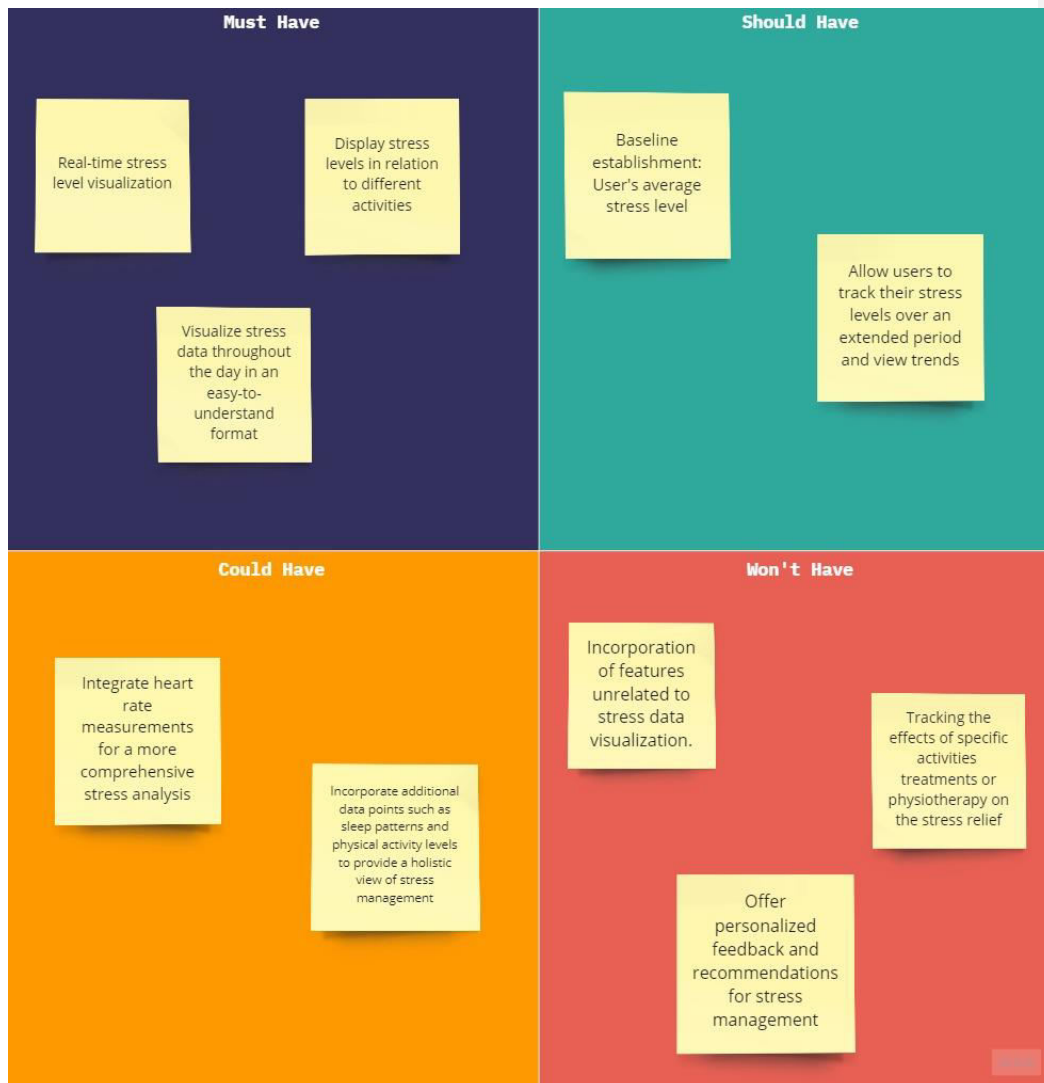 Must Have
Real-time stress
level visualization
Display stress
levels in relation
to different
activities
Visualize stress
data throughout
the day in an
easy-to-
understand
format
Should Have
Baseline
establishment:
User's average
stress level
Allow users to
track their stress
levels over an
extended period
and view trends
Could Have
Integrate heart
rate
measurements
for a more
comprehensive
stress analysis
Incorporate additional
data points such as
sleep patterns and
physical activity levels
to provide a holistic
view of stress
management
Won't Have
Incorporation
of features
unrelated to
stress data
visualization.
Tracking the
effects of specific
activities
treatments or
physiotherapy on
the stress relief
Offer
personalized
feedback and
recommendations
for stress
management